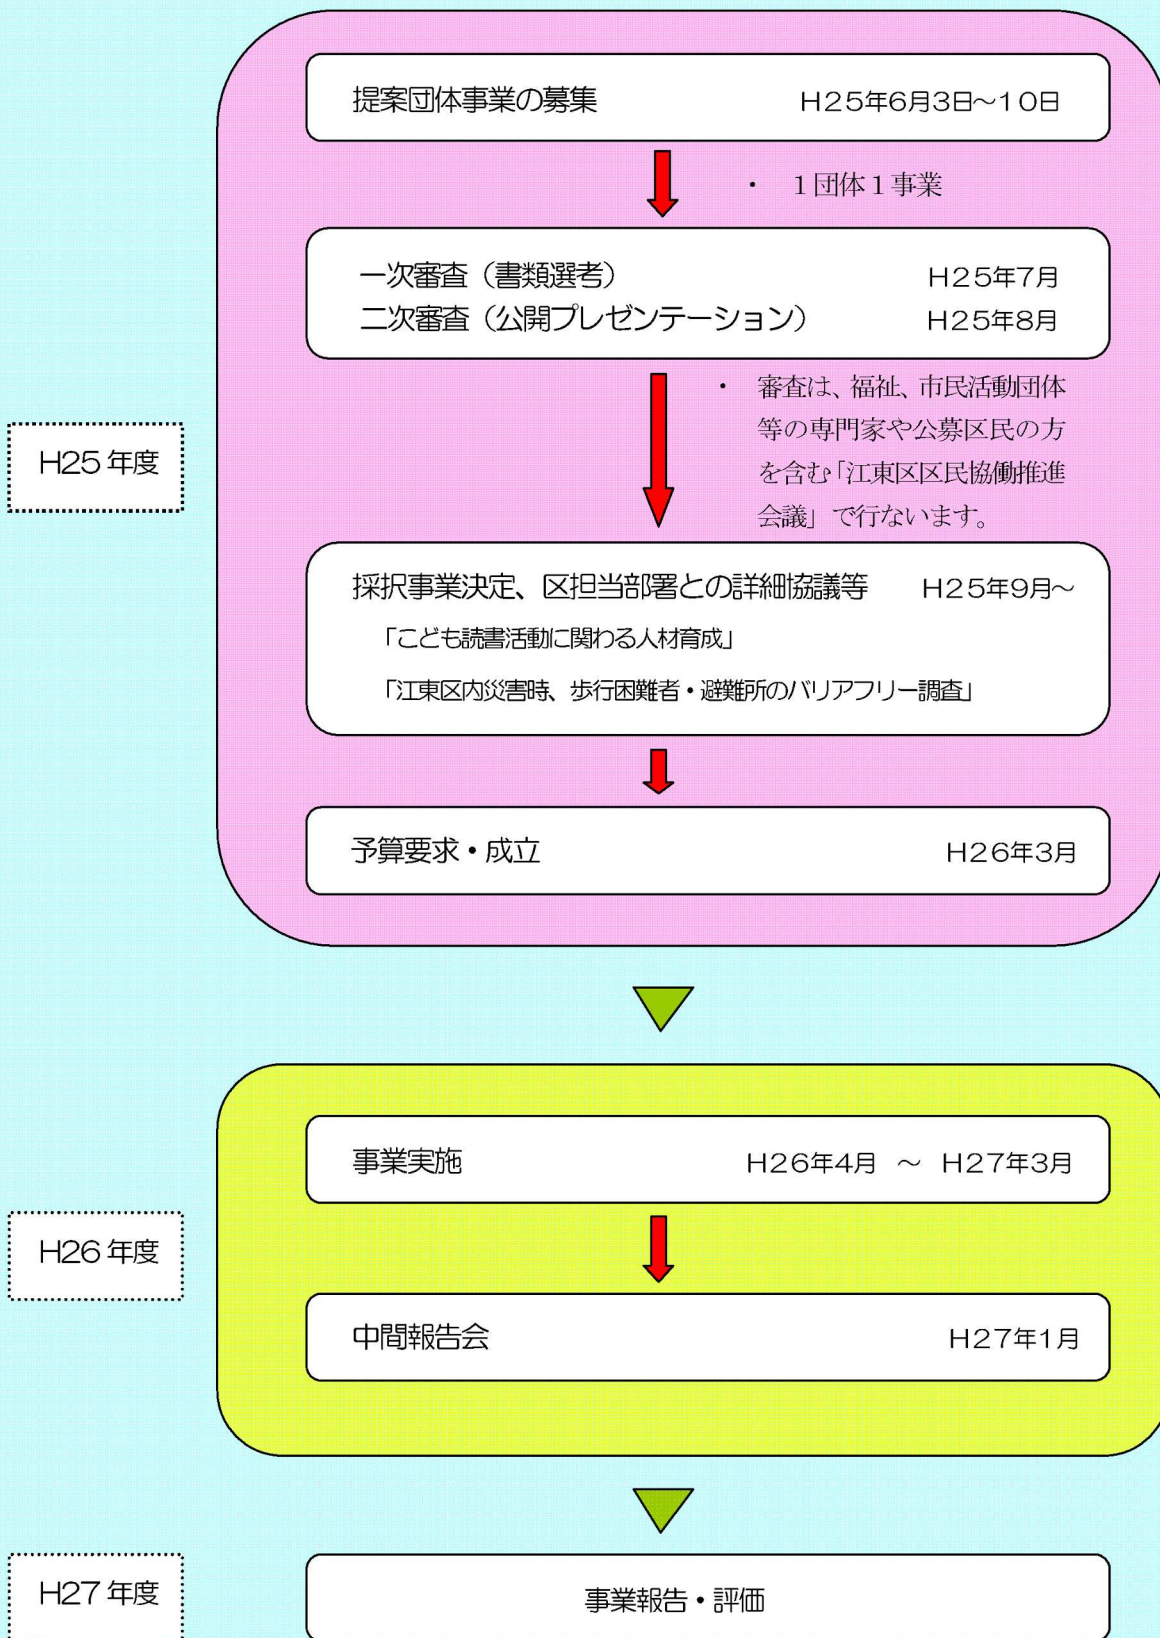 提案団体事業の募集 H25年6月3日～10日
・ 1団体1事業
一次審査（書類選考） H25年7月
二次審査（公開プレゼンテーション） H25年8月
・ 審査は、福祉、市民活動団体
等の専門家や公募区民の方
を含む「江東区区民協働推進
会議」で行ないます。
H25年度
採択事業決定、区担当部署との詳細協議等 H25年9月～
「こども読書活動に関わる人材育成」
「江東区内災害時、歩行困難者・避難所のバリアフリー調査」
予算要求・成立 H26年3月
事業実施 H26年4月 ～ H27年3月
H26年度
中間報告会 H27年1月
H27年度
事業報告・評価